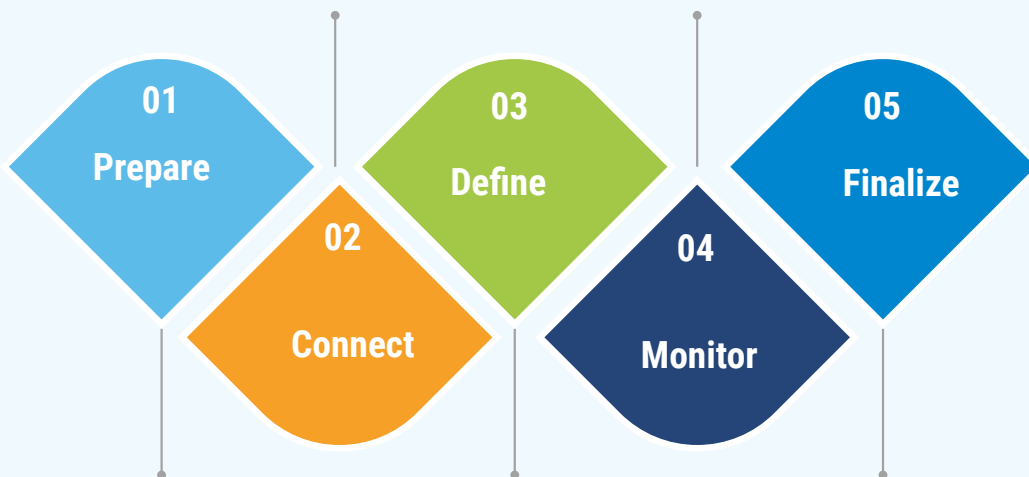 01
Prepare
02
Connect
03
Define
04
Monitor
05
Finalize